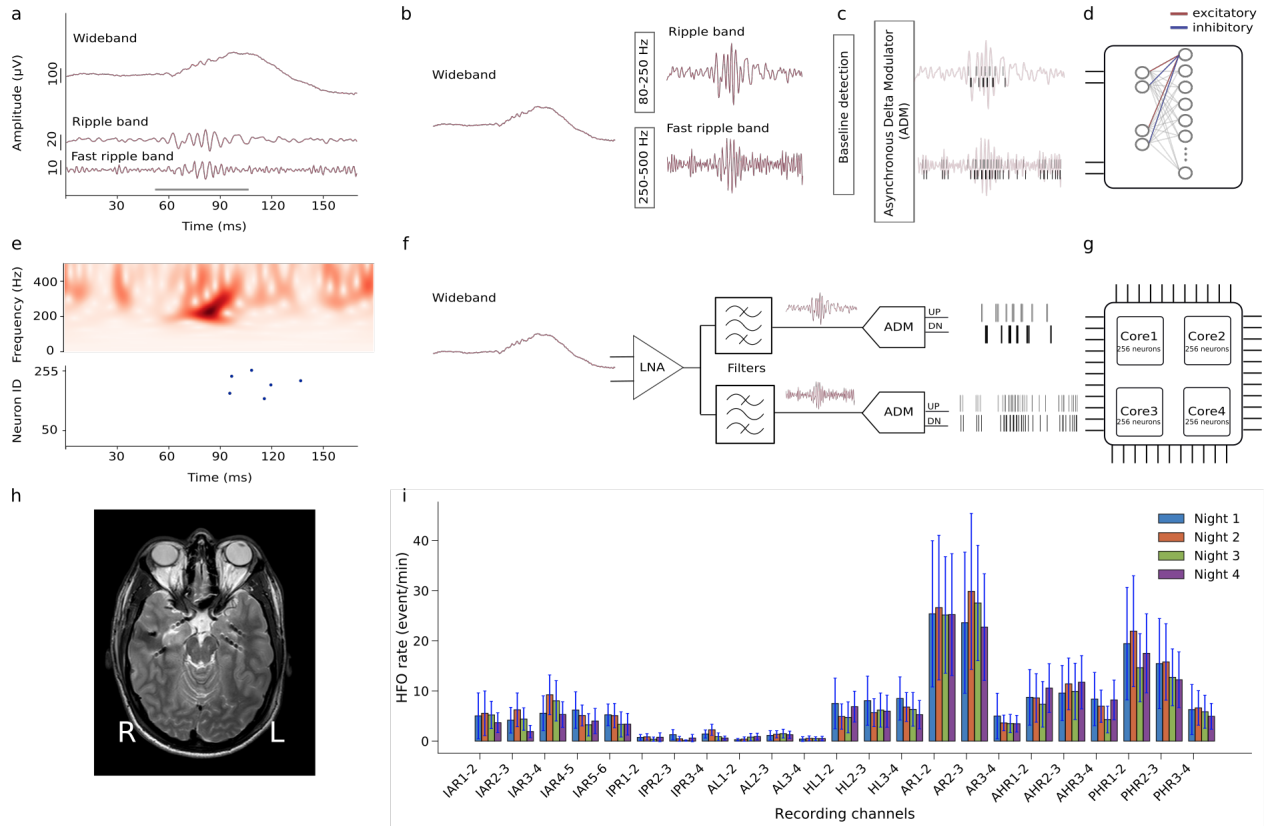 a
Wideband
100
Amplitude (μV)
Ripple band
20
Fast ripple band
10
30
60
90
120
150
Time (ms)
b
Wideband
80-250 Hz
Ripple band
250-500 Hz
Fast ripple band
c
Baseline detection
Asynchronous Delta Modulator
(ADM)
d
excitatory
inhibitory
e
Frequency (Hz)
400
200
0
Neuron ID
255
50
30
60
90
120
150
Time (ms)
f
Wideband
LNA
Filters
ADM
UP
DN
ADM
UP
DN
g
Core1
256 neurons
Core2
256 neurons
Core3
256 neurons
Core4
256 neurons
h
R
L
i
HFO rate (event/min)
40
30
20
10
0
Night 1
Night 2
Night 3
Night 4
IAR1-2
IAR2-3
IAR3-4
IAR4-5
IAR5-6
IPR1-2
IPR2-3
IPR3-4
AL1-2
AL2-3
AL3-4
HL1-2
HL2-3
HL3-4
AR1-2
AR2-3
AR3-4
AHR1-2
AHR2-3
AHR3-4
PHR1-2
PHR2-3
PHR3-4
Recording channels